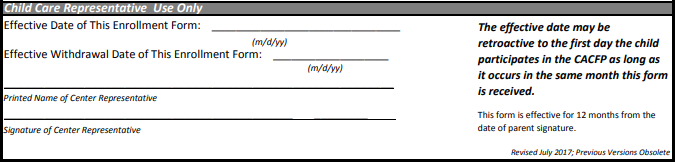 Child Care Representative Use Only
Effective Date of This Enrollment Form: ____________________________
(m/d/yy)
Effective Withdrawal Date of This Enrollment Form: _________________
(m/d/yy)
Printed Name of Center Representative
Signature of Center Representative
The effective date may be
retroactive to the first day the child
participates in the CACFP as long as
it occurs in the same month this form
is received.
This form is effective for 12 months from the
date of parent signature.
Revised July 2017; Previous Versions Obsolete